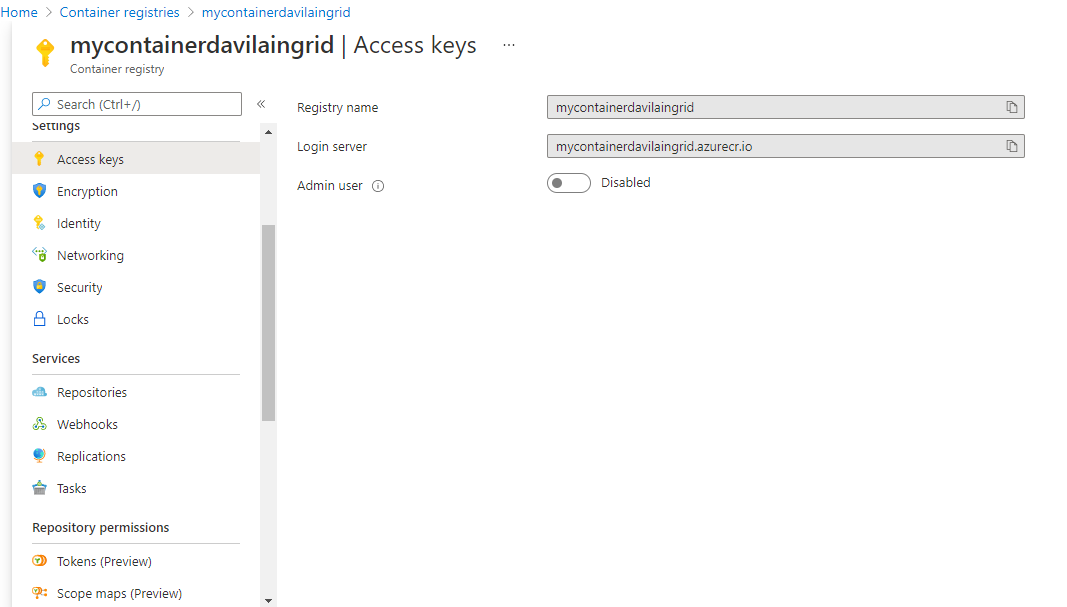 Home > Container registries > mycontainerdavilaingrid
mycontainerdavilaingrid | Access keys ...
Container registry
Search (Ctrl+/) «
Settings
Access keys
Encryption
Identity
Networking
Security
Locks
Services
Repositories
Webhooks
Replications
Tasks
Repository permissions
Tokens (Preview)
Scope maps (Preview)
Registry name mycontainerdavilaingrid
Login server mycontainerdavilaingrid.azurecr.io
Admin user Disabled